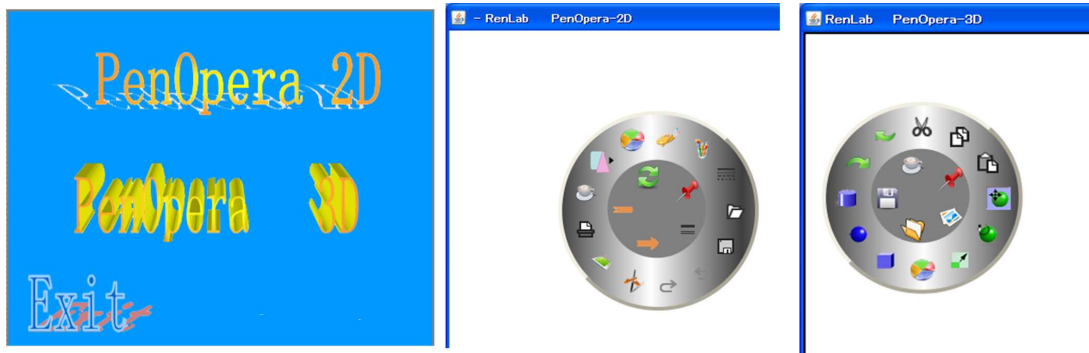 PenOpera 2D
PenOpera 3D
Exit
- RenLab PenOpera-2D
RenLab PenOpera-3D